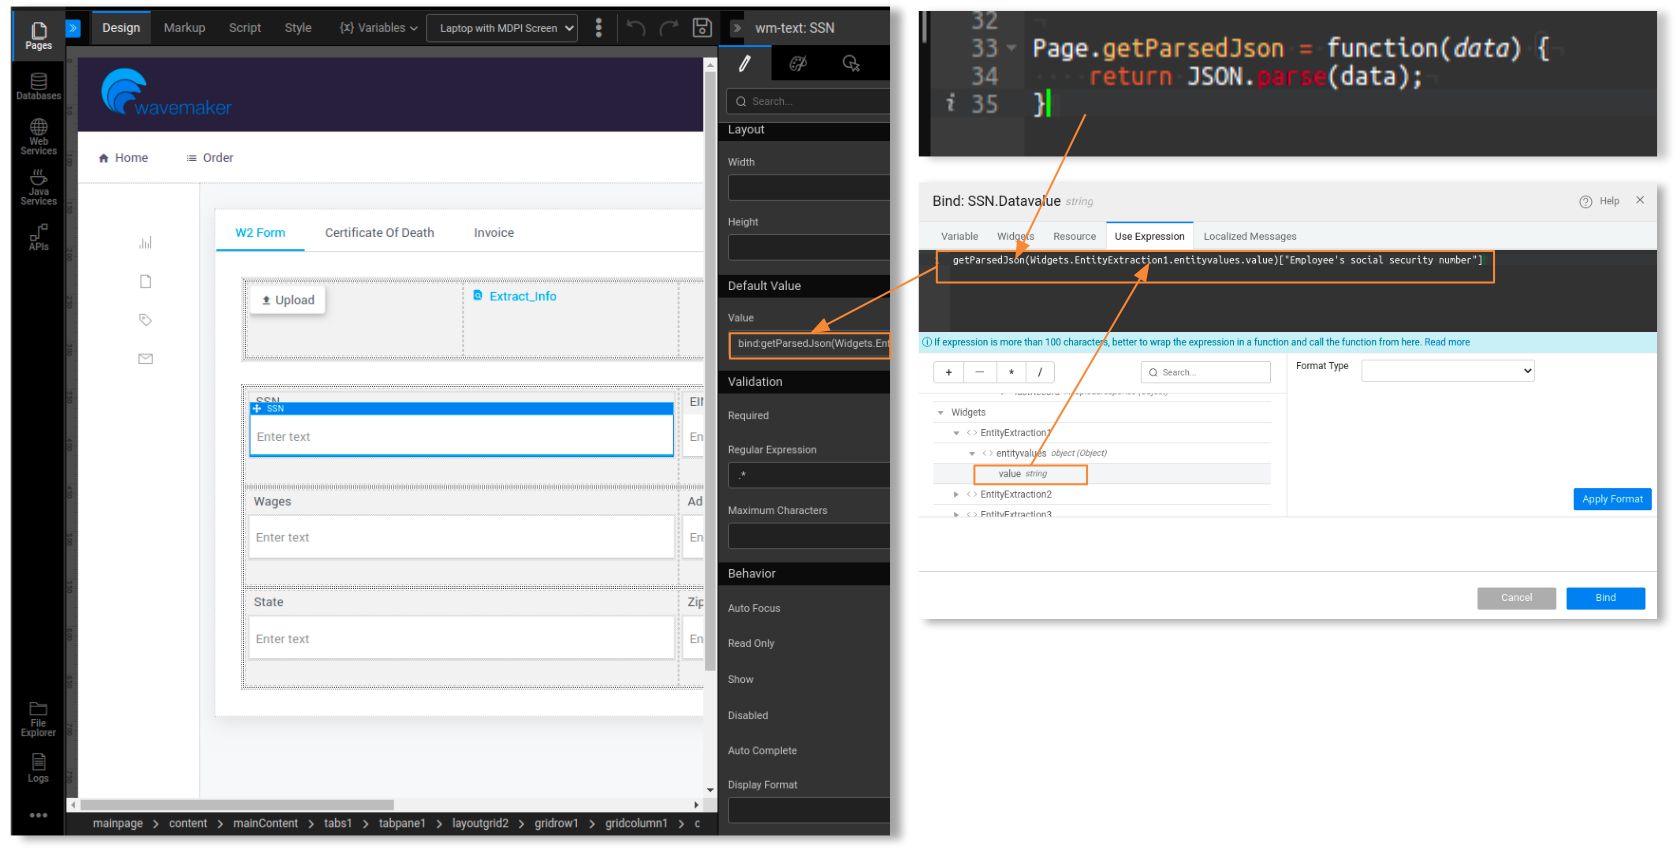 Pages
Databases
Web
Services
Java
Services
APIs
File
Explorer
Logs
Design
Markup
Script
Style
{x} Variables
Laptop with MDPI Screen
wavemaker
Home
Order
W2 Form
Certificate Of Death
Invoice
Upload
Extract_Info
SSN
SSN
Enter text
Wages
Ad
Enter text
En
State
Zip
Enter text
En
mainpage > content > mainContent > tabs1 > tabpane1 > layoutgrid2 > gridrow1 > gridcolumn1 > c
wm-text: SSN
Search...
Layout
Width
Height
Default Value
Value
bind:getParsedJson(Widgets.Ent
Validation
Required
Regular Expression
.*
Maximum Characters
Behavior
Auto Focus
Read Only
Show
Disabled
Auto Complete
Display Format
32
33 Page.getParsedJson = function(data) {
34 return JSON.parse(data);
i 35 }
Bind: SSN.Datavalue string
Help
Variable
Widgets
Resource
Use Expression
Localized Messages
getParsedJson(Widgets.EntityExtraction1.entityvalues.value)["Employee's social security number"]
If expression is more than 100 characters, better to wrap the expression in a function and call the function from here. Read more
+ — * /
Search...
Format Type
Widgets
<> EntityExtraction1
<> entityvalues object (Object)
value string
<> EntityExtraction2
<> EntityExtraction3
Apply Format
Cancel
Bind